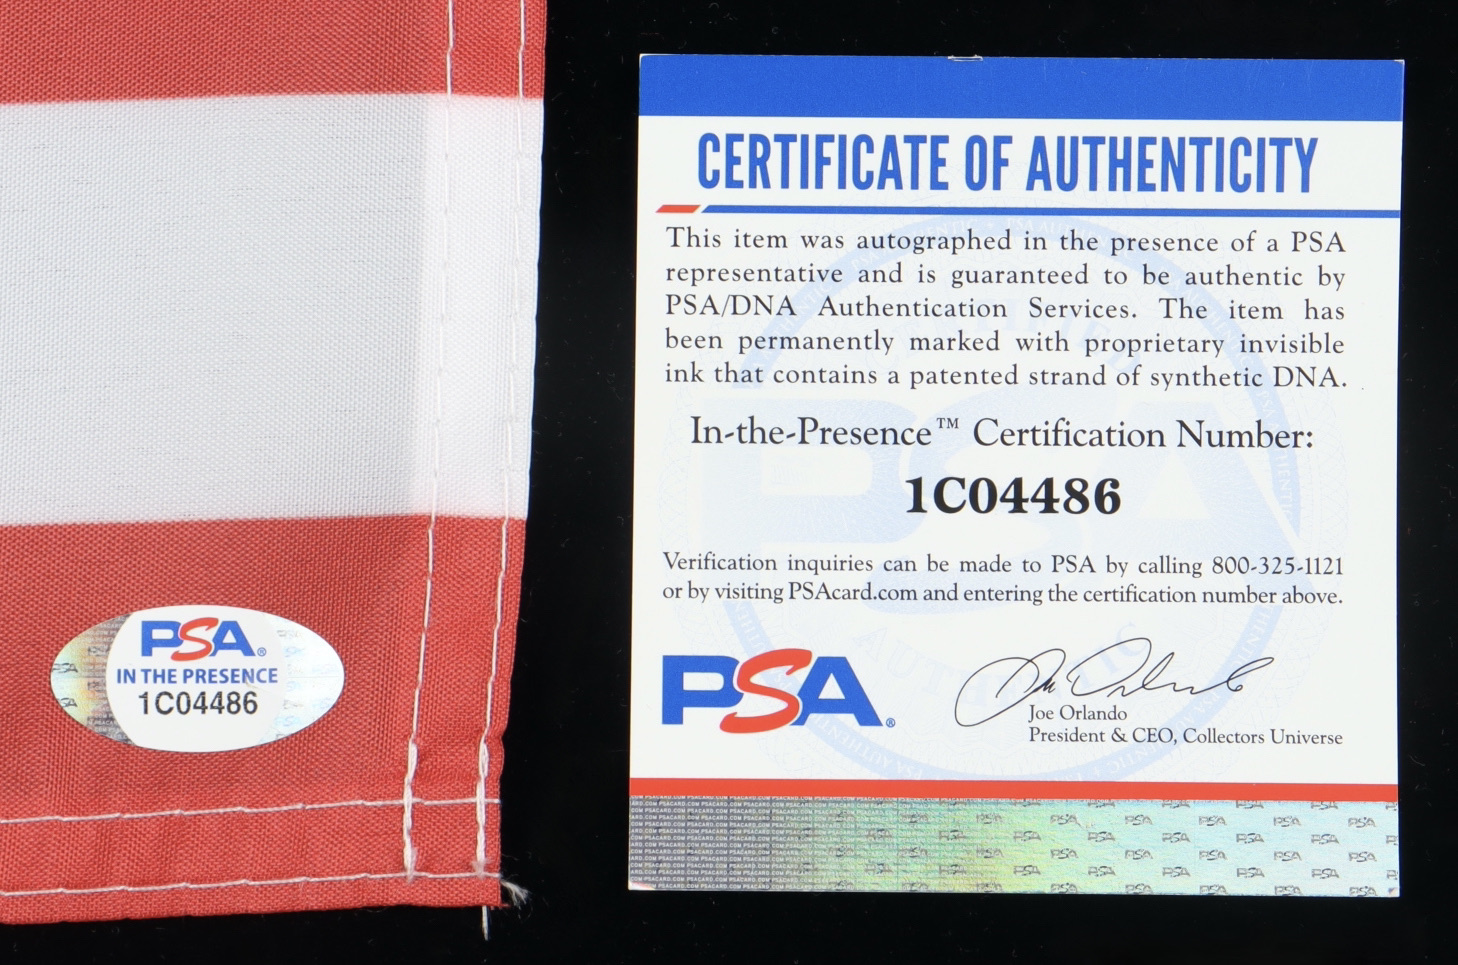 CERTIFICATE OF AUTHENTICITY
This item was autographed in the presence of a PSA
representative and is guaranteed to be authentic by
PSA/DNA Authentication Services. The item has
been permanently marked with proprietary invisible
ink that contains a patented strand of synthetic DNA.
In-the-Presence™ Certification Number:
1C04486
Verification inquiries can be made to PSA by calling 800-325-1121
or by visiting PSAcard.com and entering the certification number above.
PSA®
Joe Orlando
President & CEO, Collectors Universe
PSA®
IN THE PRESENCE
1C04486